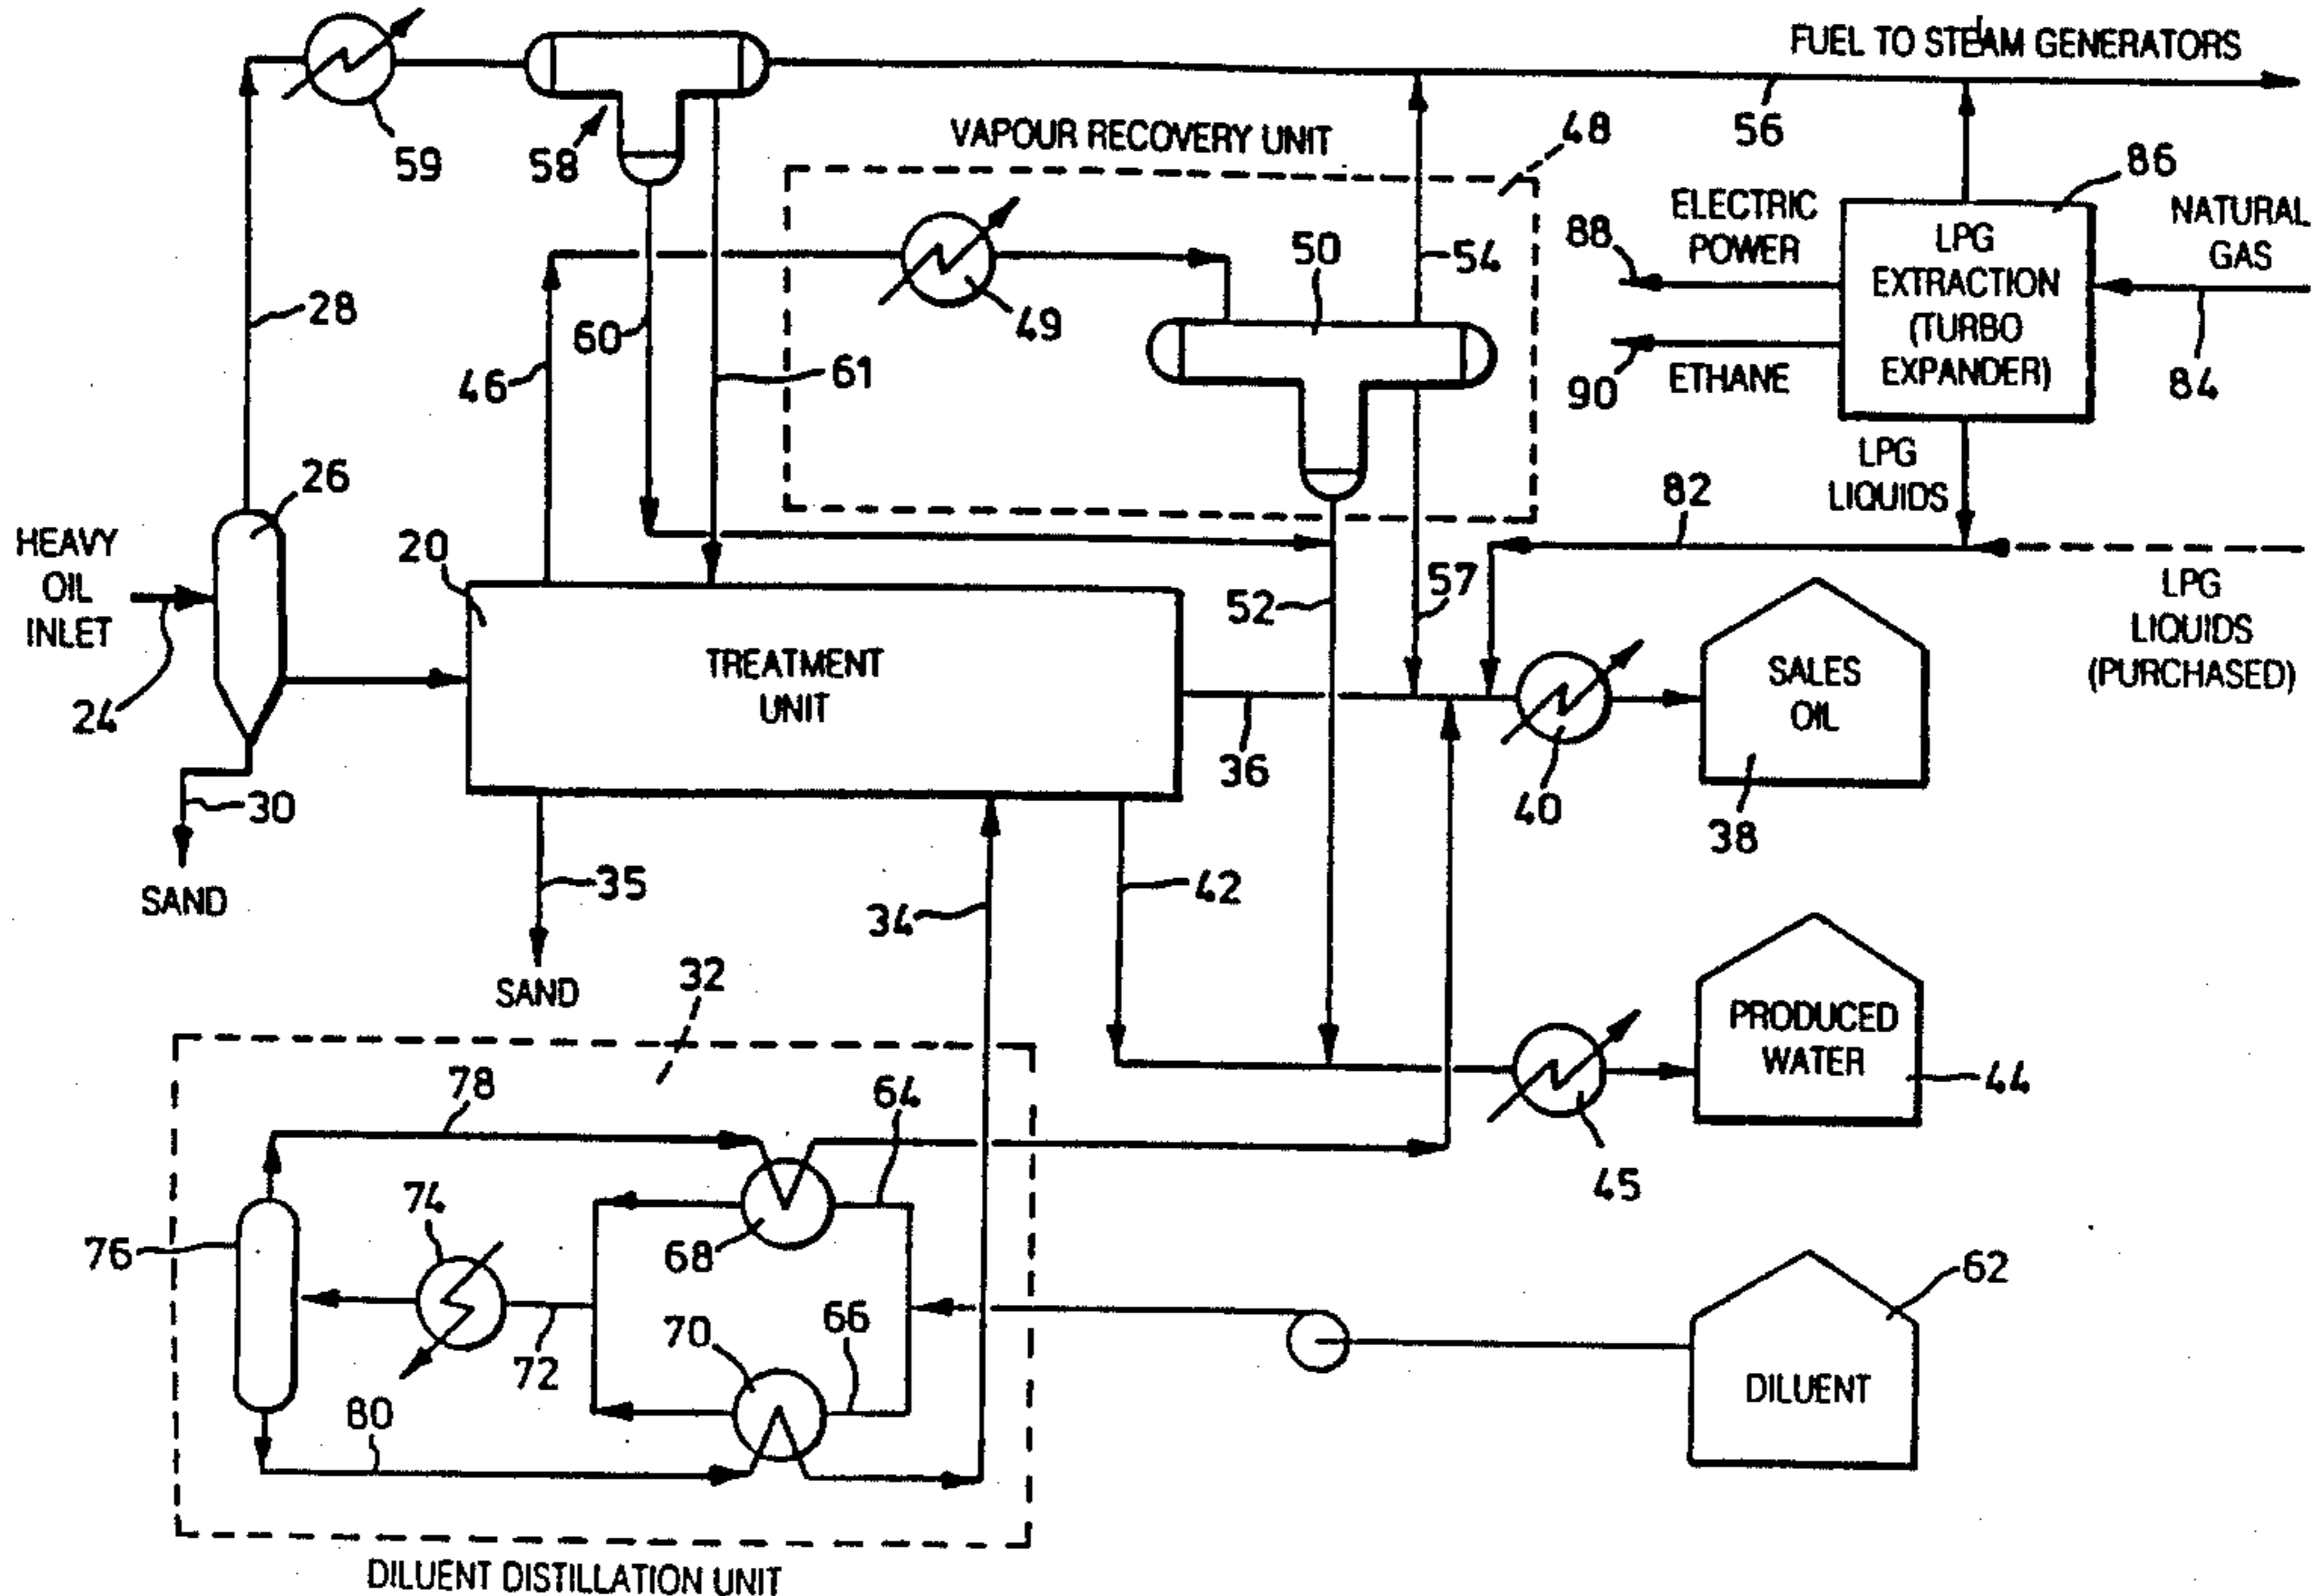 FUEL TO STEAM GENERATORS
59
58
VAPOUR RECOVERY UNIT
48
56
86
ELECTRIC
POWER
88
LPG
EXTRACTION
(TURBO
EXPANDER)
NATURAL
GAS
84
28
50
54
49
60
61
46
90
ETHANE
26
LPG
LIQUIDS
82
HEAVY
OIL
INLET
24
20
52
57
LPG
LIQUIDS
(PURCHASED)
TREATMENT
UNIT
SALES
OIL
36
40
38
30
SAND
35
SAND
34
42
32
PRODUCED
WATER
44
45
78
64
74
76
68
62
70
66
72
80
DILUENT
DILUENT DISTILLATION UNIT